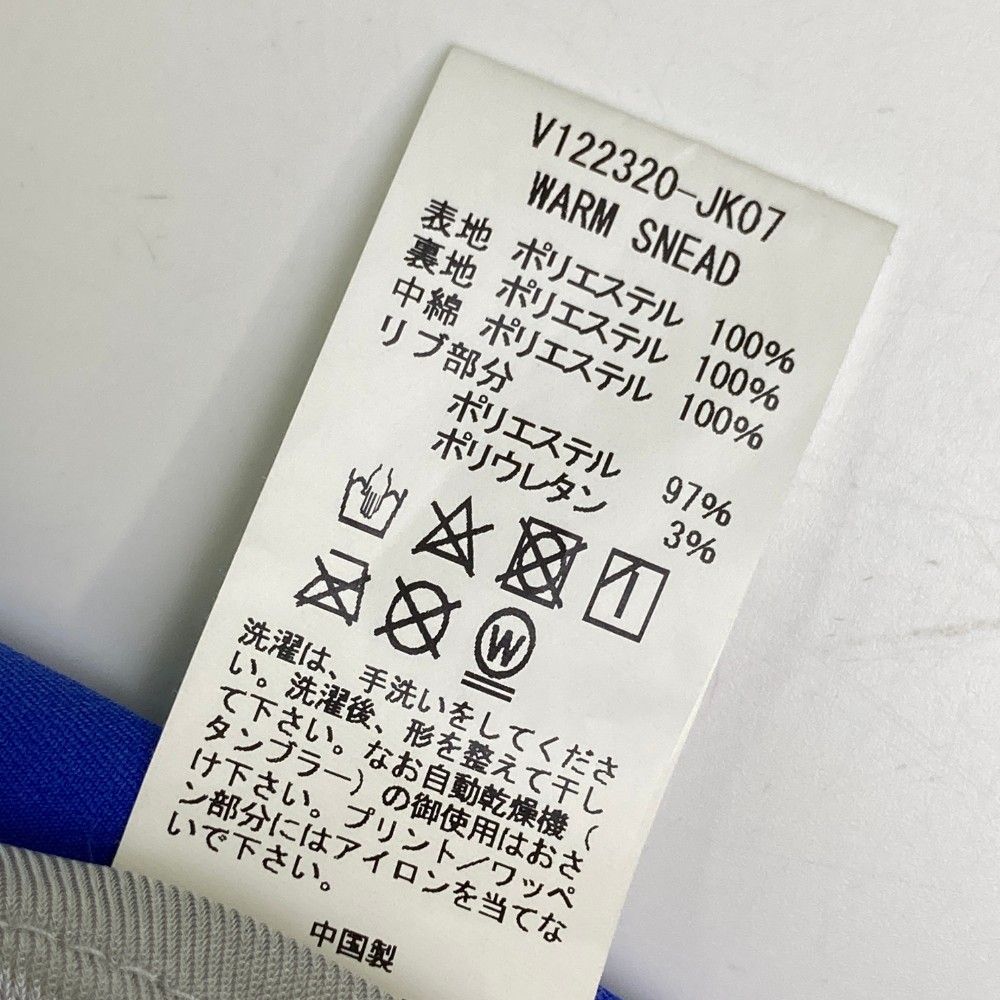 V122320-JK07
WARM SNEAD
表地 ポリエステル 100%
裏地 ポリエステル 100%
中綿 ポリエステル 100%
リブ部分
ポリエステル 97%
ポリウレタン 3%
W
洗濯は、手洗いをしてくださ
い。洗濯後、形を整えて干し
て下さい。なお自動乾燥機(
タンブラー)の御使用はおさ
け下さい。プリント/ワッペ
ン部分にはアイロンを当てな
いで下さい。
中国製